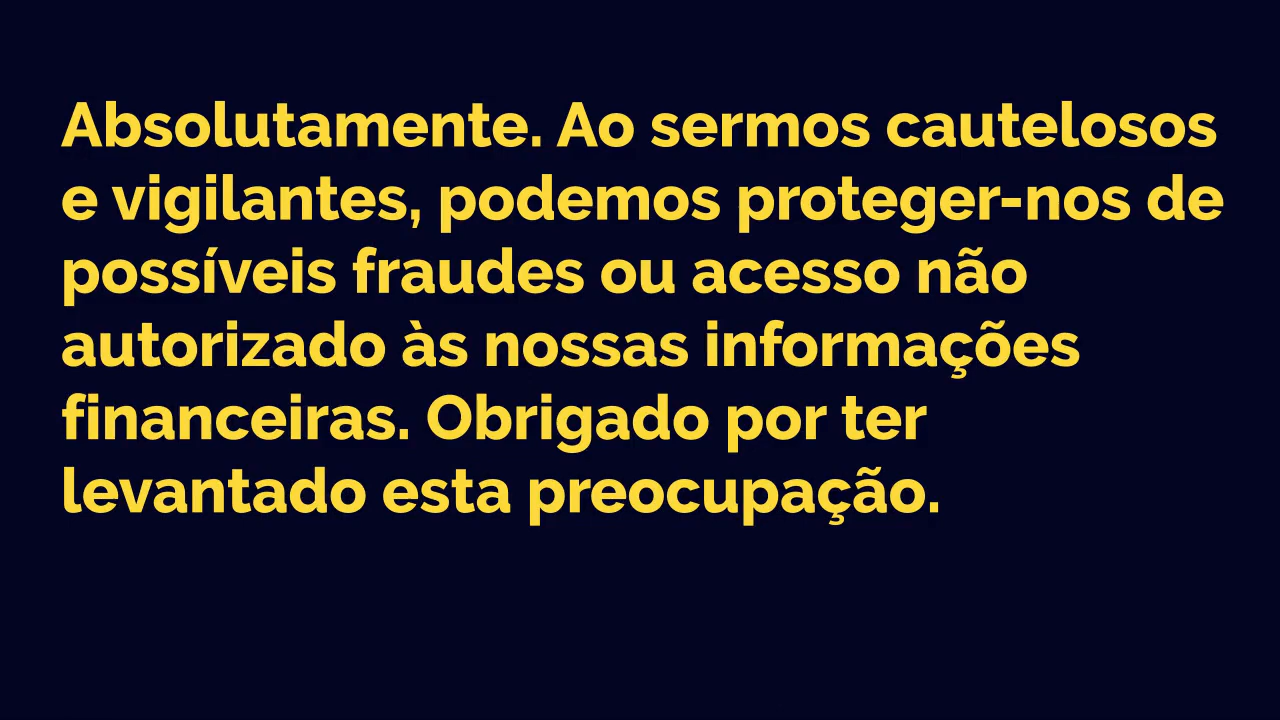 Absolutamente. Ao sermos cautelosos
e vigilantes, podemos proteger-nos de
possíveis fraudes ou acesso não
autorizado às nossas informações
financeiras. Obrigado por ter
levantado esta preocupação.